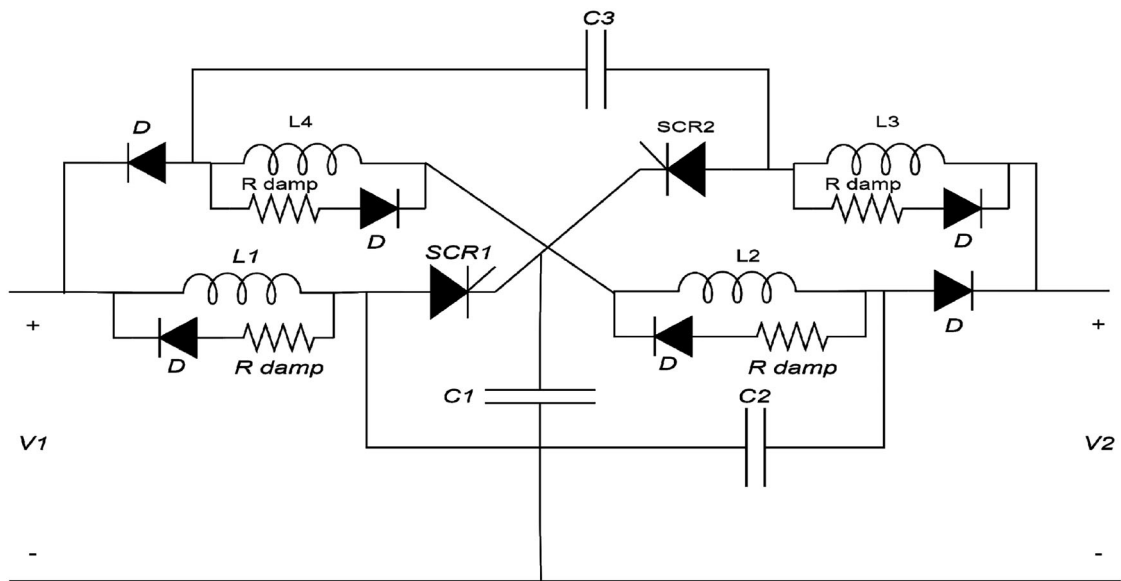 C3
D
L4
SCR2
L3
R damp
R damp
D
D
L1
SCR1
L2
+
D
R damp
D
R damp
D
+
C1
C2
V1
V2
-
-